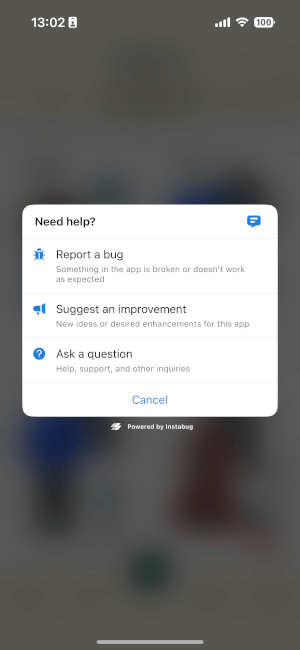 13:02
100
Need help?
Report a bug
Something in the app is broken or doesn't work
as expected
Suggest an improvement
New ideas or desired enhancements for this app
Ask a question
Help, support, and other inquiries
Cancel
Powered by Instabug